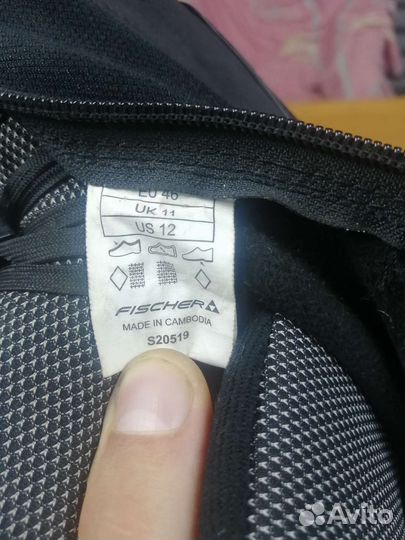 EU 46
UK 11
US 12
FISCHER
MADE IN CAMBODIA
S20519
Avito